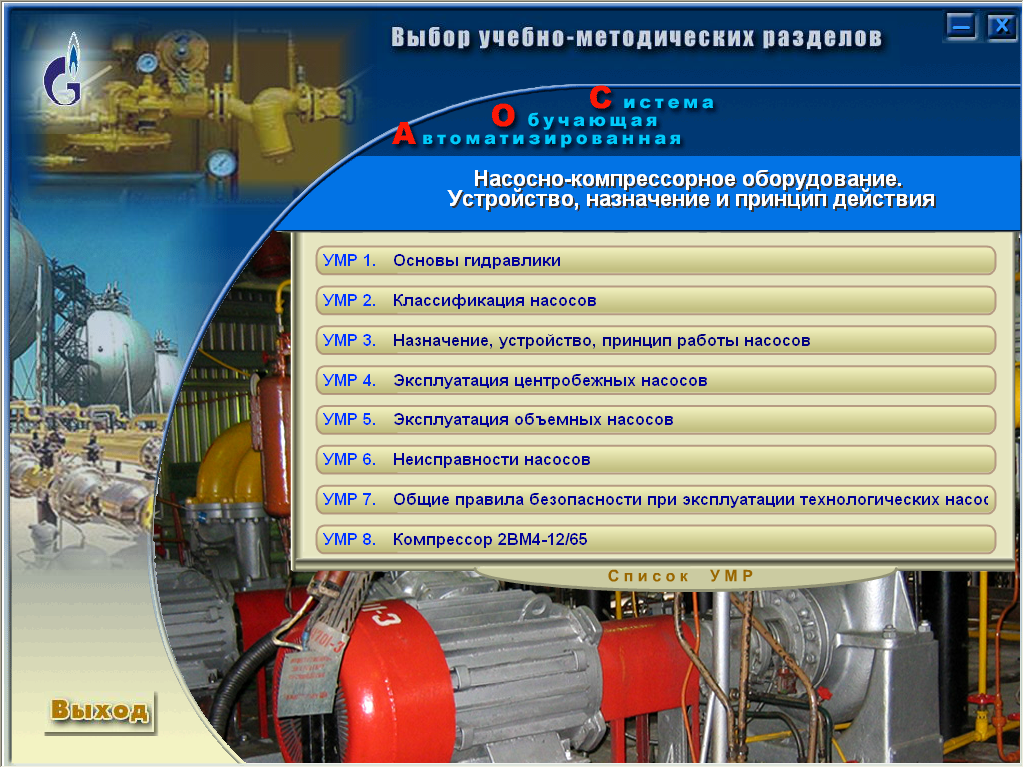 Выбор учебно-методических разделов
Система
Обучающая
Автоматизированная
Насосно-компрессорное оборудование.
Устройство, назначение и принцип действия
УМР 1. Основы гидравлики
УМР 2. Классификация насосов
УМР 3. Назначение, устройство, принцип работы насосов
УМР 4. Эксплуатация центробежных насосов
УМР 5. Эксплуатация объемных насосов
УМР 6. Неисправности насосов
УМР 7. Общие правила безопасности при эксплуатации технологических насос
УМР 8. Компрессор 2ВМ4-12/65
Список УМР
Выход